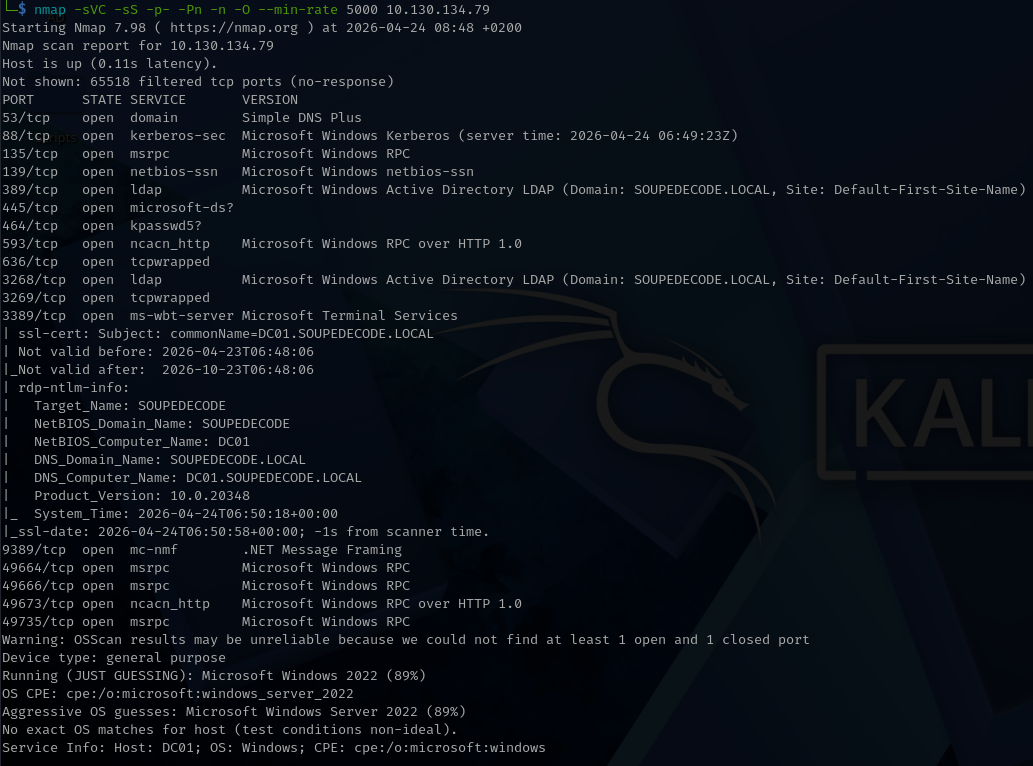 └─$ nmap -sVC -sS -p- -Pn -n -O --min-rate 5000 10.130.134.79
Starting Nmap 7.98 ( https://nmap.org ) at 2026-04-24 08:48 +0200
Nmap scan report for 10.130.134.79
Host is up (0.11s latency).
Not shown: 65518 filtered tcp ports (no-response)
PORT      STATE SERVICE       VERSION
53/tcp    open  domain        Simple DNS Plus
88/tcp    open  kerberos-sec  Microsoft Windows Kerberos (server time: 2026-04-24 06:49:23Z)
135/tcp   open  msrpc         Microsoft Windows RPC
139/tcp   open  netbios-ssn   Microsoft Windows netbios-ssn
389/tcp   open  ldap          Microsoft Windows Active Directory LDAP (Domain: SOUPEDECODE.LOCAL, Site: Default-First-Site-Name)
445/tcp   open  microsoft-ds?
464/tcp   open  kpasswd5?
593/tcp   open  ncacn_http    Microsoft Windows RPC over HTTP 1.0
636/tcp   open  tcpwrapped
3268/tcp  open  ldap          Microsoft Windows Active Directory LDAP (Domain: SOUPEDECODE.LOCAL, Site: Default-First-Site-Name)
3269/tcp  open  tcpwrapped
3389/tcp  open  ms-wbt-server Microsoft Terminal Services
| ssl-cert: Subject: commonName=DC01.SOUPEDECODE.LOCAL
| Not valid before: 2026-04-23T06:48:06
|_Not valid after:  2026-10-23T06:48:06
| rdp-ntlm-info:
|   Target_Name: SOUPEDECODE
|   NetBIOS_Domain_Name: SOUPEDECODE
|   NetBIOS_Computer_Name: DC01
|   DNS_Domain_Name: SOUPEDECODE.LOCAL
|   DNS_Computer_Name: DC01.SOUPEDECODE.LOCAL
|   Product_Version: 10.0.20348
|_  System_Time: 2026-04-24T06:50:18+00:00
|_ssl-date: 2026-04-24T06:50:58+00:00; -1s from scanner time.
9389/tcp  open  mc-nmf        .NET Message Framing
49664/tcp open  msrpc         Microsoft Windows RPC
49666/tcp open  msrpc         Microsoft Windows RPC
49673/tcp open  ncacn_http    Microsoft Windows RPC over HTTP 1.0
49735/tcp open  msrpc         Microsoft Windows RPC
Warning: OSScan results may be unreliable because we could not find at least 1 open and 1 closed port
Device type: general purpose
Running (JUST GUESSING): Microsoft Windows 2022 (89%)
OS CPE: cpe:/o:microsoft:windows_server_2022
Aggressive OS guesses: Microsoft Windows Server 2022 (89%)
No exact OS matches for host (test conditions non-ideal).
Service Info: Host: DC01; OS: Windows; CPE: cpe:/o:microsoft:windows
KALI